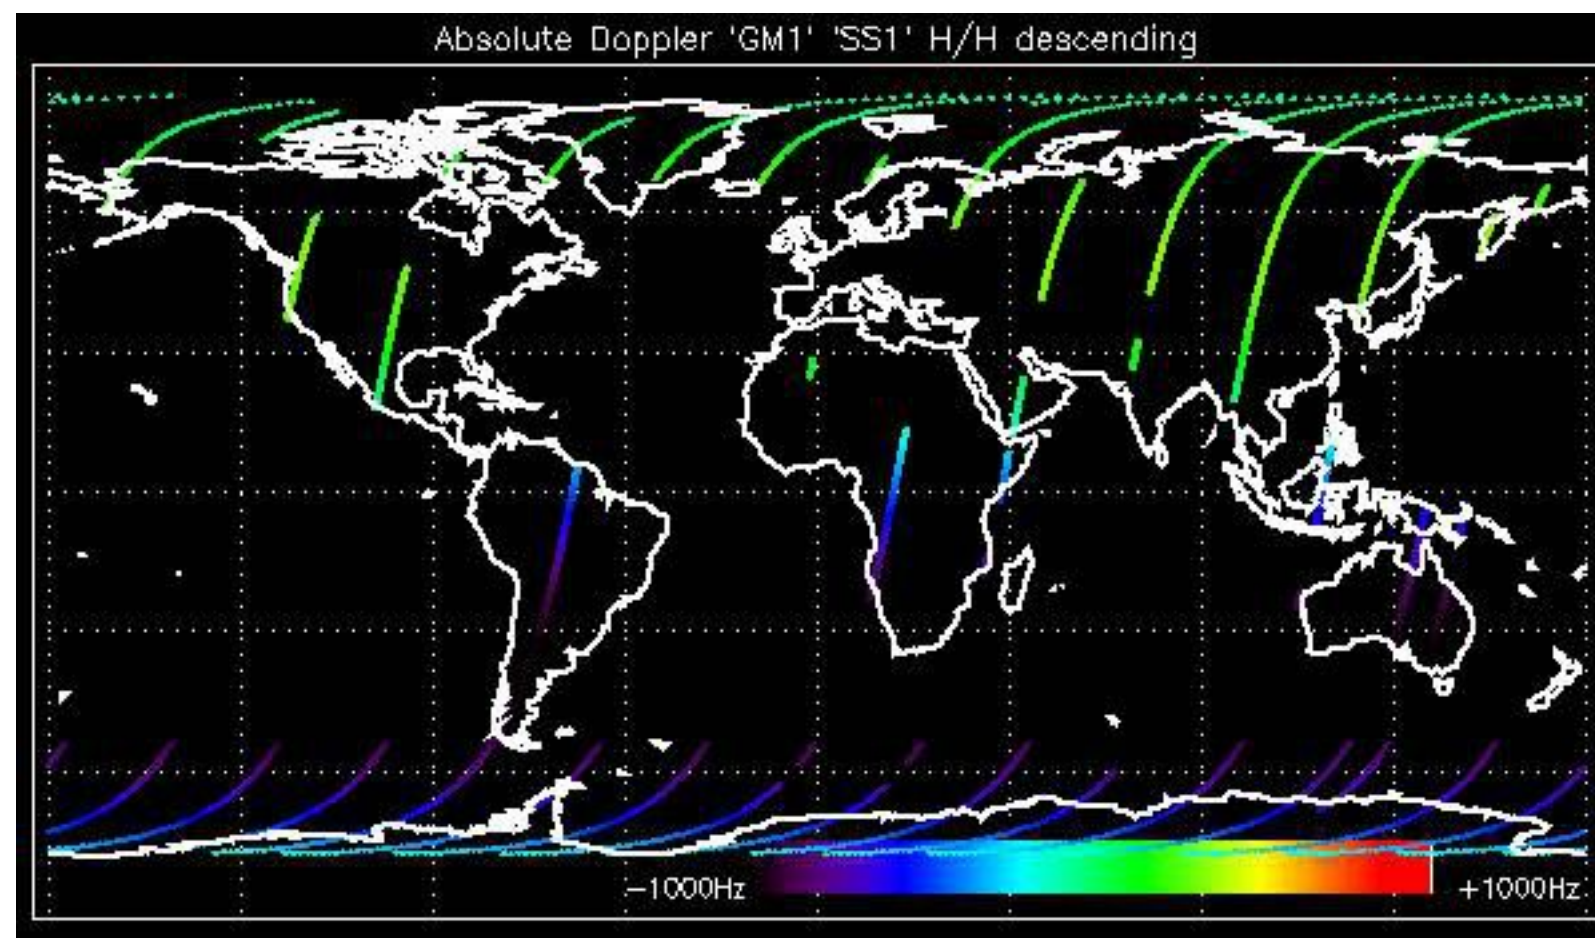 Absolute Doppler 'GM1' 'SS1' H/H descending
−1000Hz
+1000Hz